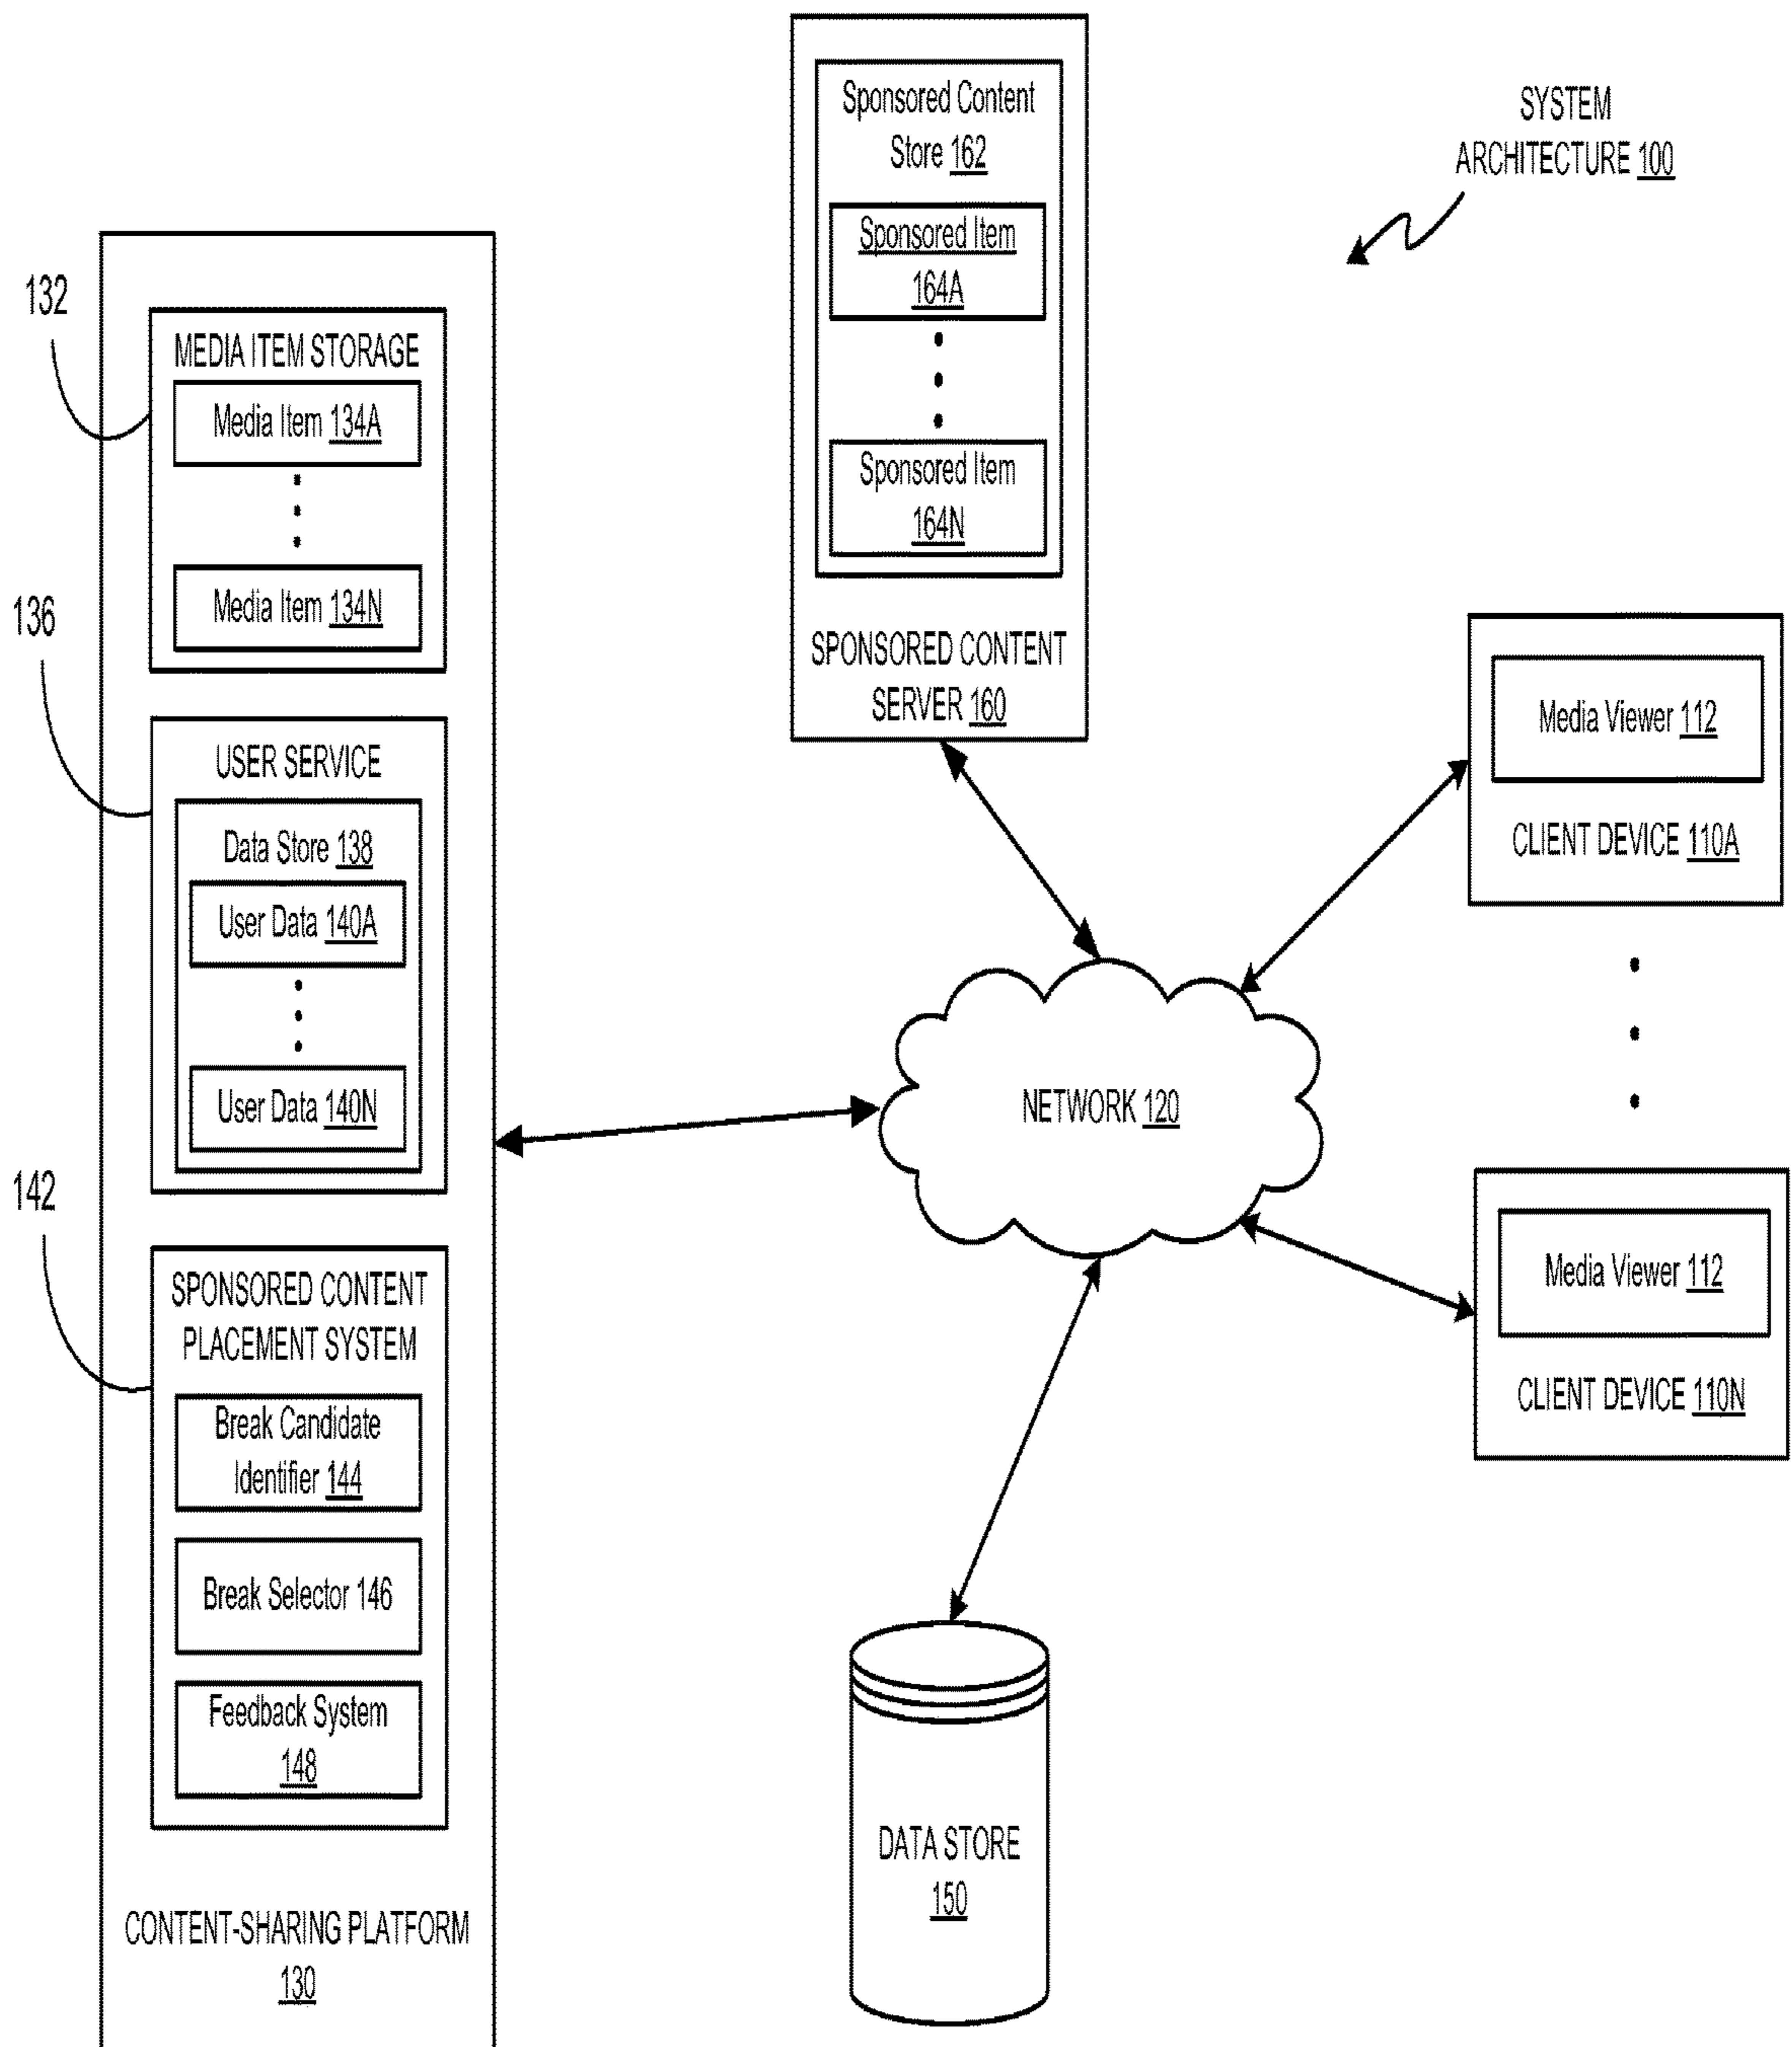 SYSTEM
ARCHITECTURE 100
Sponsored Content
Store 162
Sponsored Item
164A
Sponsored Item
164N
SPONSORED CONTENT
SERVER 160
132
MEDIA ITEM STORAGE
Media Item 134A
Media Item 134N
136
USER SERVICE
Data Store 138
User Data 140A
User Data 140N
142
SPONSORED CONTENT
PLACEMENT SYSTEM
Break Candidate
Identifier 144
Break Selector 146
Feedback System
148
CONTENT-SHARING PLATFORM
130
NETWORK 120
Media Viewer 112
CLIENT DEVICE 110A
Media Viewer 112
CLIENT DEVICE 110N
DATA STORE
150